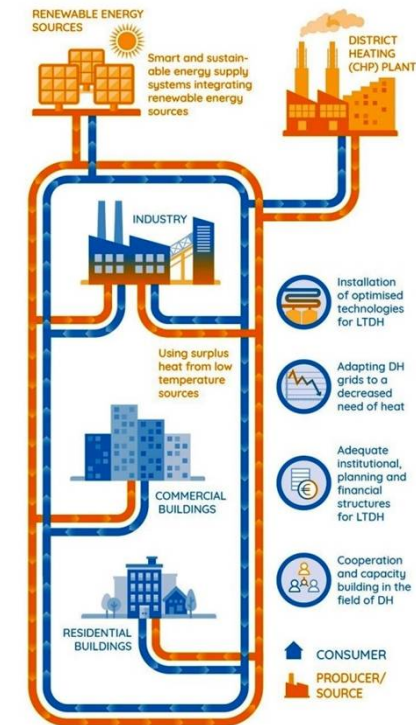 RENEWABLE ENERGY
SOURCES
Smart and sustain-
able energy supply
systems integrating
renewable energy
sources
DISTRICT
HEATING
(CHP) PLANT
INDUSTRY
Using surplus
heat from low
temperature
sources
COMMERCIAL
BUILDINGS
RESIDENTIAL
BUILDINGS
Installation
of optimised
technologies
for LTDH
Adapting DH
grids to a
decreased
need of heat
Adequate
institutional,
planning and
financial
structures
for LTDH
€
Cooperation
and capacity
building in the
field of DH
CONSUMER
PRODUCER/
SOURCE